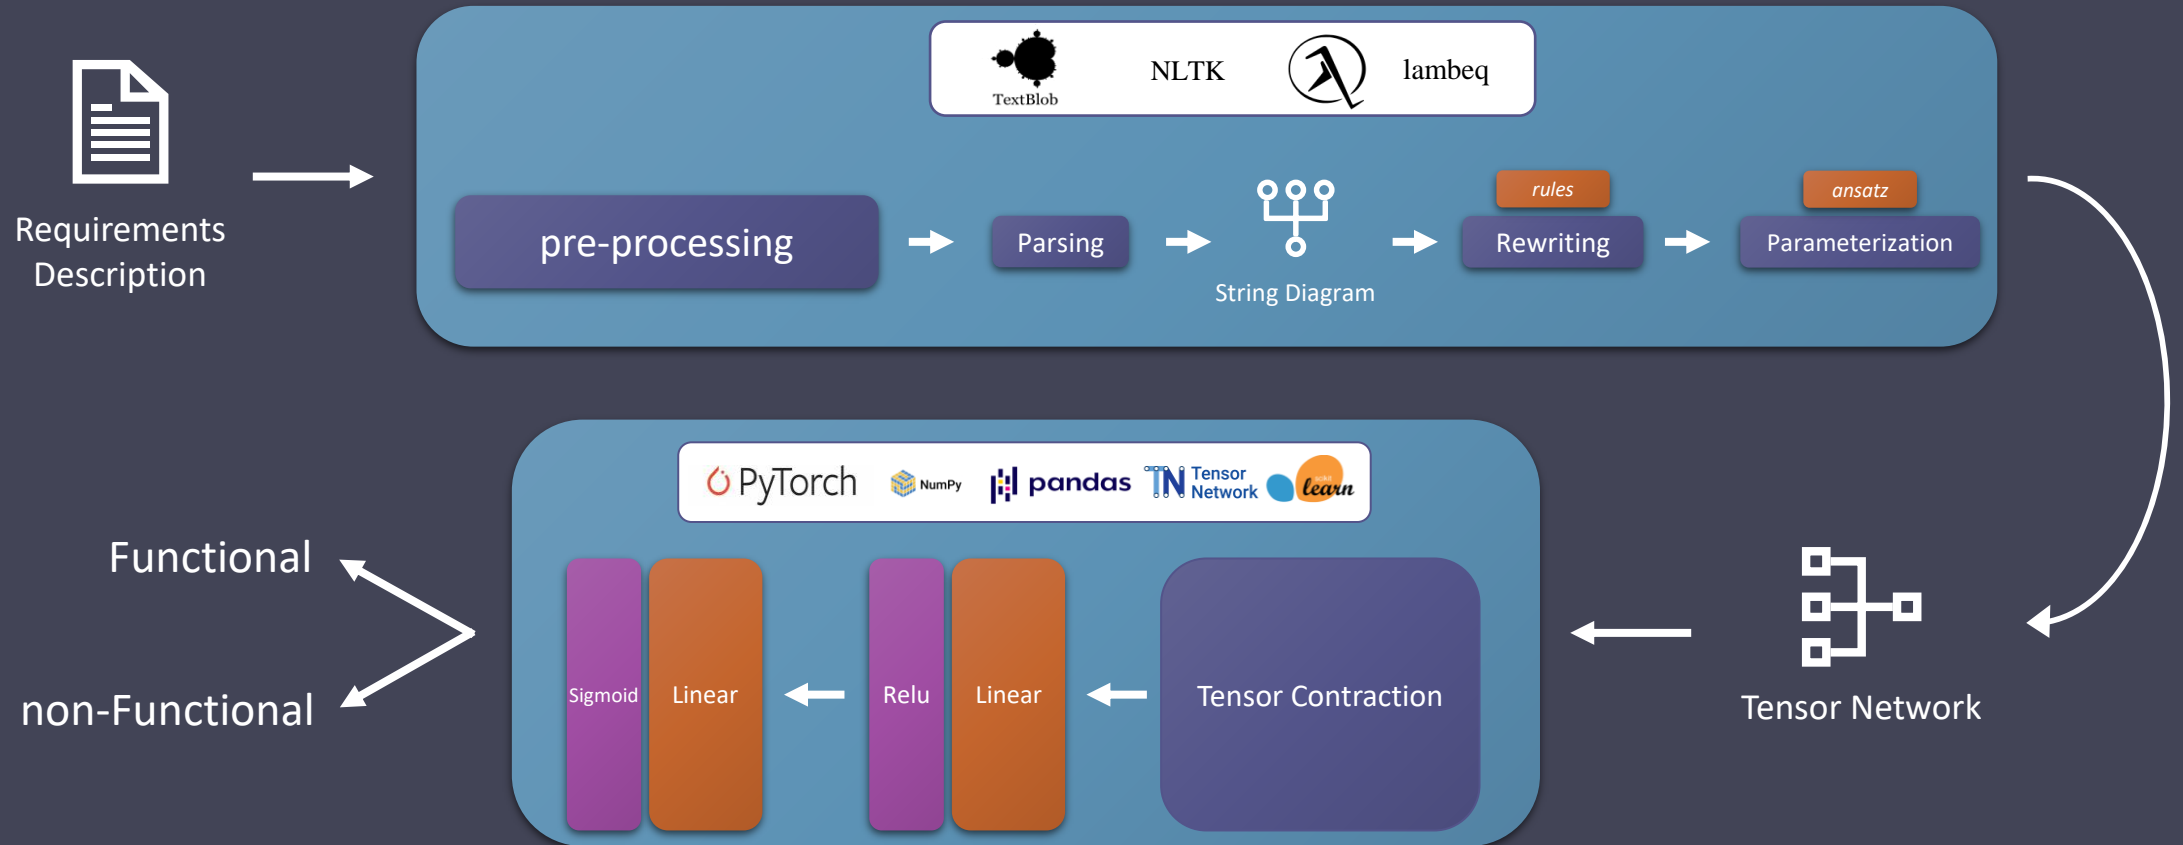 TextBlob
NLTK
lambeq
Requirements
Description
pre-processing
Parsing
String Diagram
rules
Rewriting
ansatz
Parameterization
PyTorch
NumPy
pandas
TN Tensor
Network
learn
Functional
non-Functional
Sigmoid
Linear
Relu
Linear
Tensor Contraction
Tensor Network